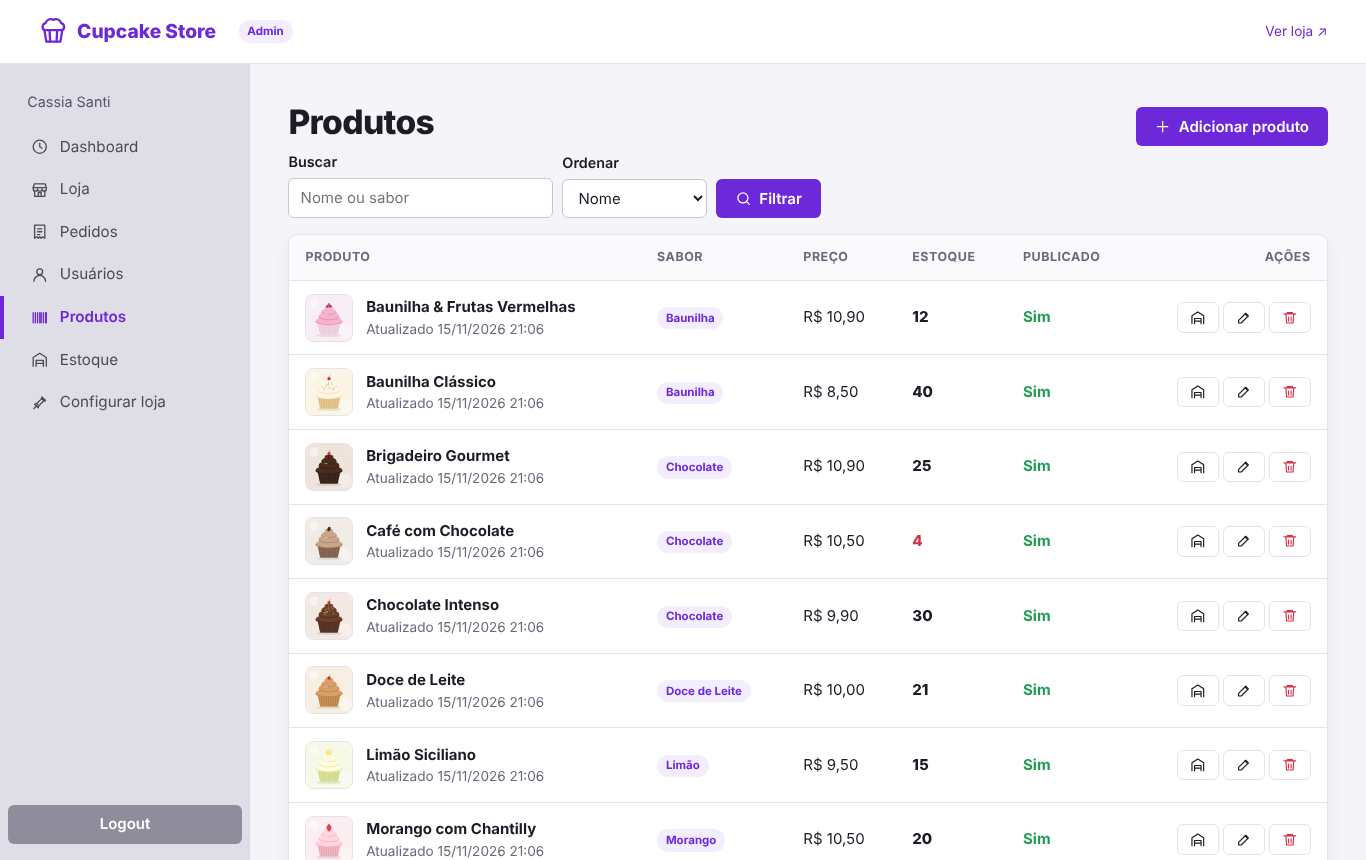 Cupcake Store Admin Ver loja ↗
Cassia Santi
Dashboard
Loja
Pedidos
Usuários
Produtos
Estoque
Configurar loja
Logout
Produtos
+ Adicionar produto
Buscar
Nome ou sabor
Ordenar
Nome
Filtrar
PRODUTO SABOR PREÇO ESTOQUE PUBLICADO AÇÕES
Baunilha & Frutas Vermelhas
Atualizado 15/11/2026 21:06
Baunilha R$ 10,90 12 Sim
Baunilha Clássico
Atualizado 15/11/2026 21:06
Baunilha R$ 8,50 40 Sim
Brigadeiro Gourmet
Atualizado 15/11/2026 21:06
Chocolate R$ 10,90 25 Sim
Café com Chocolate
Atualizado 15/11/2026 21:06
Chocolate R$ 10,50 4 Sim
Chocolate Intenso
Atualizado 15/11/2026 21:06
Chocolate R$ 9,90 30 Sim
Doce de Leite
Atualizado 15/11/2026 21:06
Doce de Leite R$ 10,00 21 Sim
Limão Siciliano
Atualizado 15/11/2026 21:06
Limão R$ 9,50 15 Sim
Morango com Chantilly
Atualizado 15/11/2026 21:06
Morango R$ 10,50 20 Sim